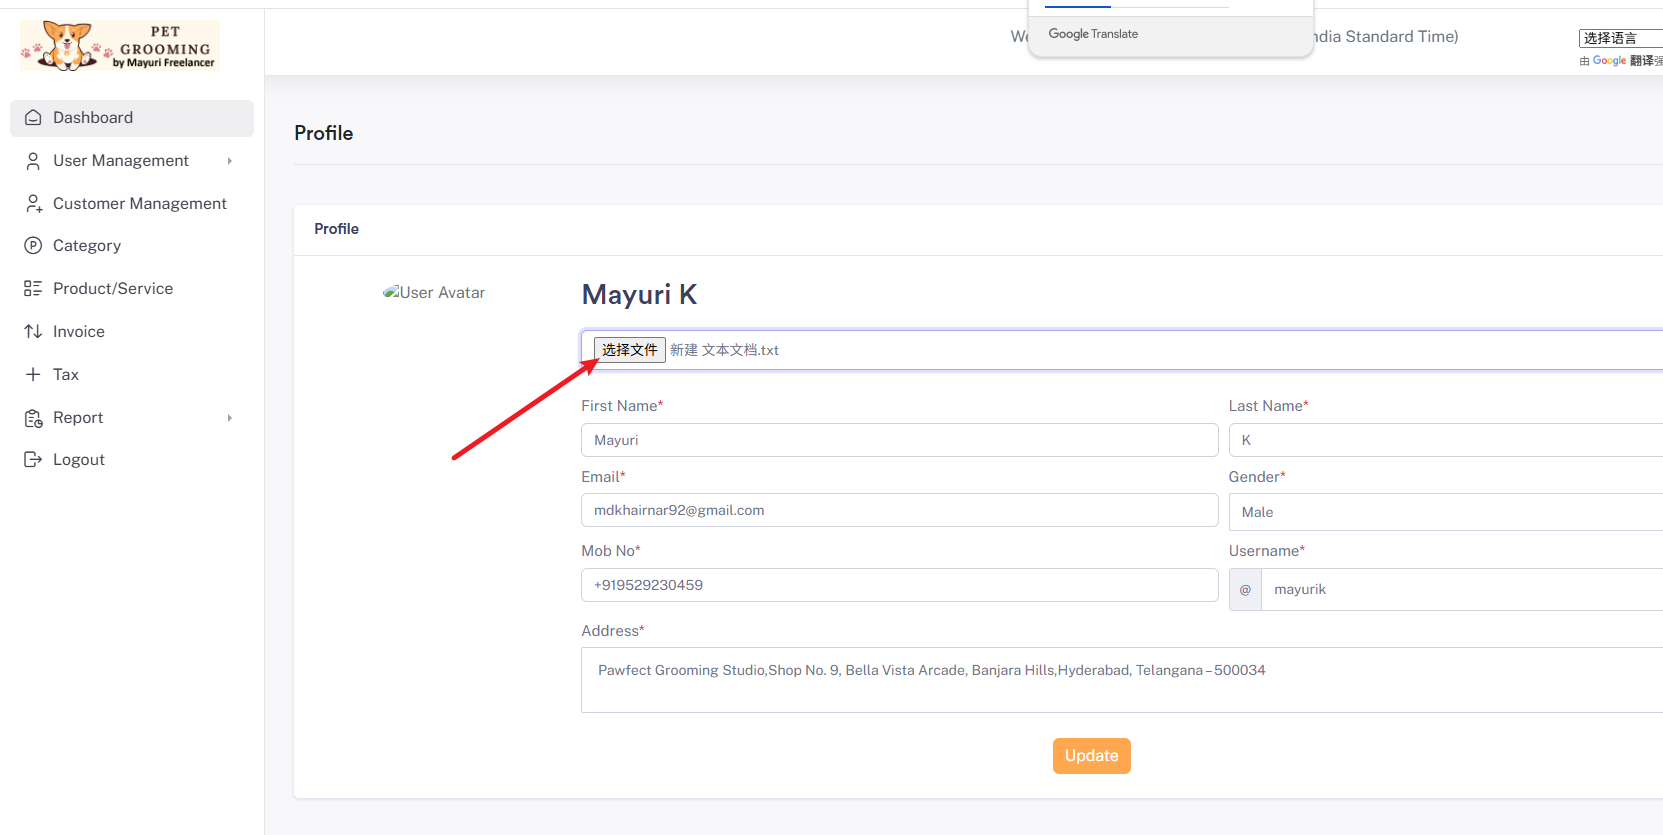 PET
GROOMING
by Mayuri Freelancer
We
Google Translate
ndia Standard Time)
选择语言
由 Google 翻译强
Dashboard
User Management
Customer Management
Category
Product/Service
Invoice
Tax
Report
Logout
Profile
Profile
User Avatar
Mayuri K
选择文件 新建 文本文档.txt
First Name*
Last Name*
Mayuri
K
Email*
Gender*
mdkhairnar92@gmail.com
Male
Mob No*
Username*
+919529230459
@ mayurik
Address*
Pawfect Grooming Studio,Shop No. 9, Bella Vista Arcade, Banjara Hills,Hyderabad, Telangana – 500034
Update